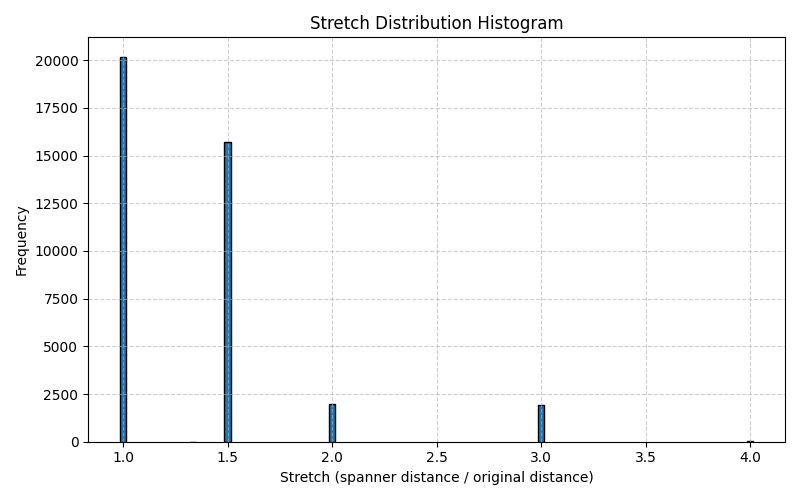 Stretch Distribution Histogram
Frequency
20000
17500
15000
12500
10000
7500
5000
2500
0
1.0 1.5 2.0 2.5 3.0 3.5 4.0
Stretch (spanner distance / original distance)